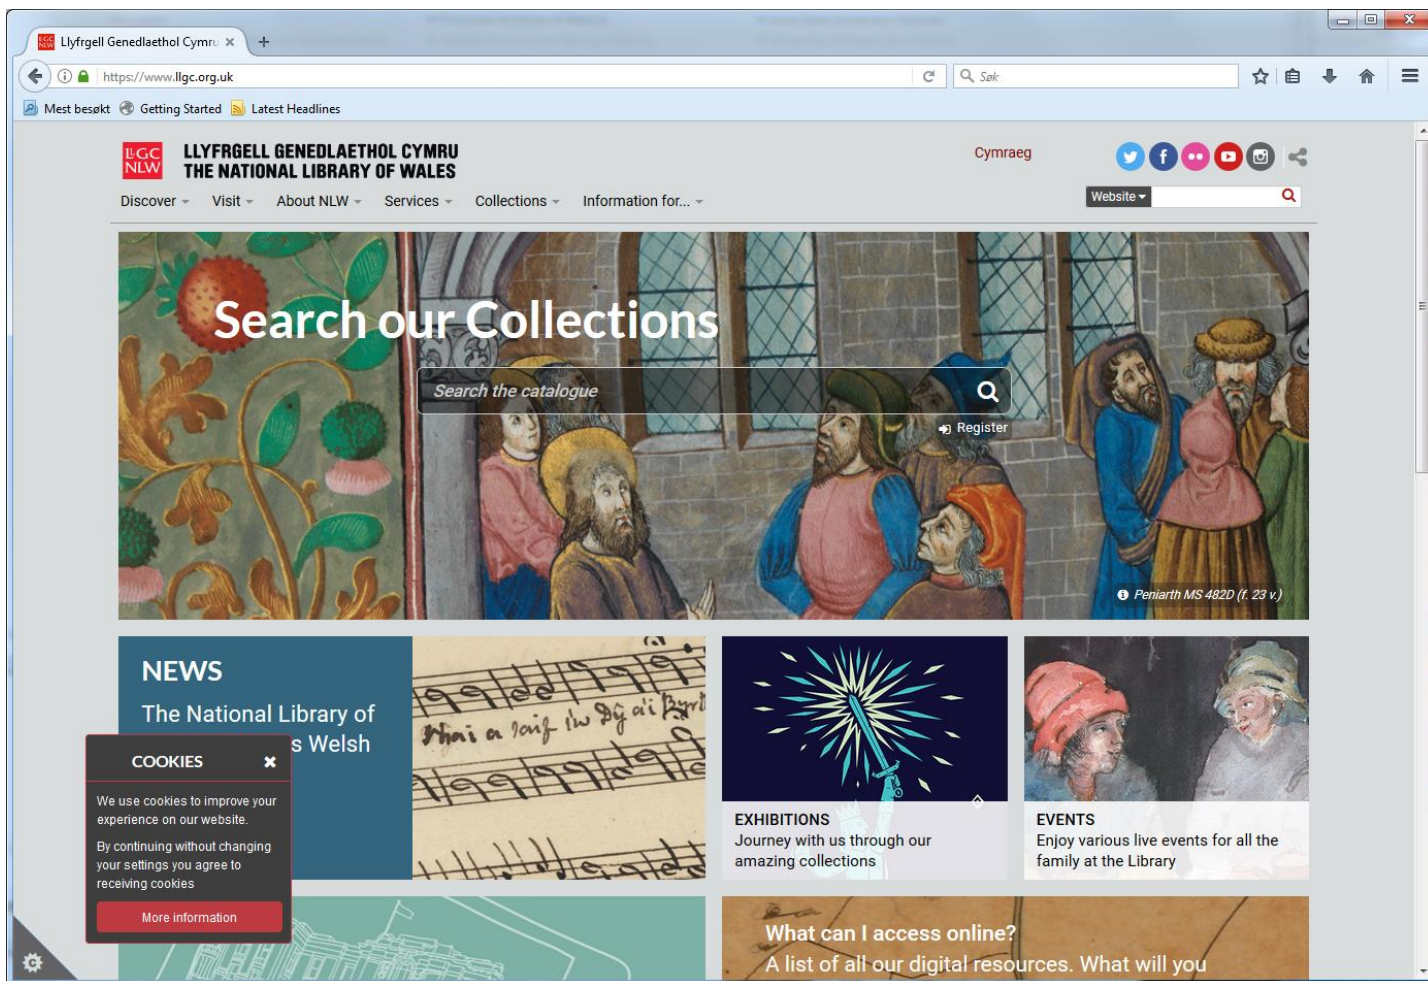 Llyfrgell Genedlaethol Cymru
https://www.llgc.org.uk
Søk
Mest besøkt Getting Started Latest Headlines
LLGC
NLW
LLYFRGELL GENEDLAETHOL CYMRU
THE NATIONAL LIBRARY OF WALES
Cymraeg
Discover Visit About NLW Services Collections Information for...
Website
Search our Collections
Search the catalogue
Register
Peniarth MS 482D (f. 23 v.)
NEWS
The National Library of
s Welsh
COOKIES
We use cookies to improve your
experience on our website.
By continuing without changing
your settings you agree to
receiving cookies
More information
EXHIBITIONS
Journey with us through our
amazing collections
EVENTS
Enjoy various live events for all the
family at the Library
What can I access online?
A list of all our digital resources. What will you